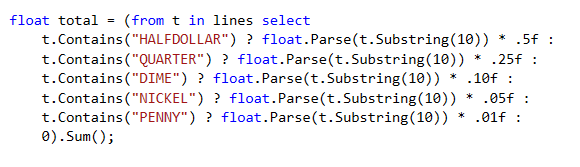 float total = (from t in lines select
t.Contains("HALFDOLLAR") ? float.Parse(t.Substring(10)) * .5f :
t.Contains("QUARTER") ? float.Parse(t.Substring(10)) * .25f :
t.Contains("DIME") ? float.Parse(t.Substring(10)) * .10f :
t.Contains("NICKEL") ? float.Parse(t.Substring(10)) * .05f :
t.Contains("PENNY") ? float.Parse(t.Substring(10)) * .01f :
0).Sum();